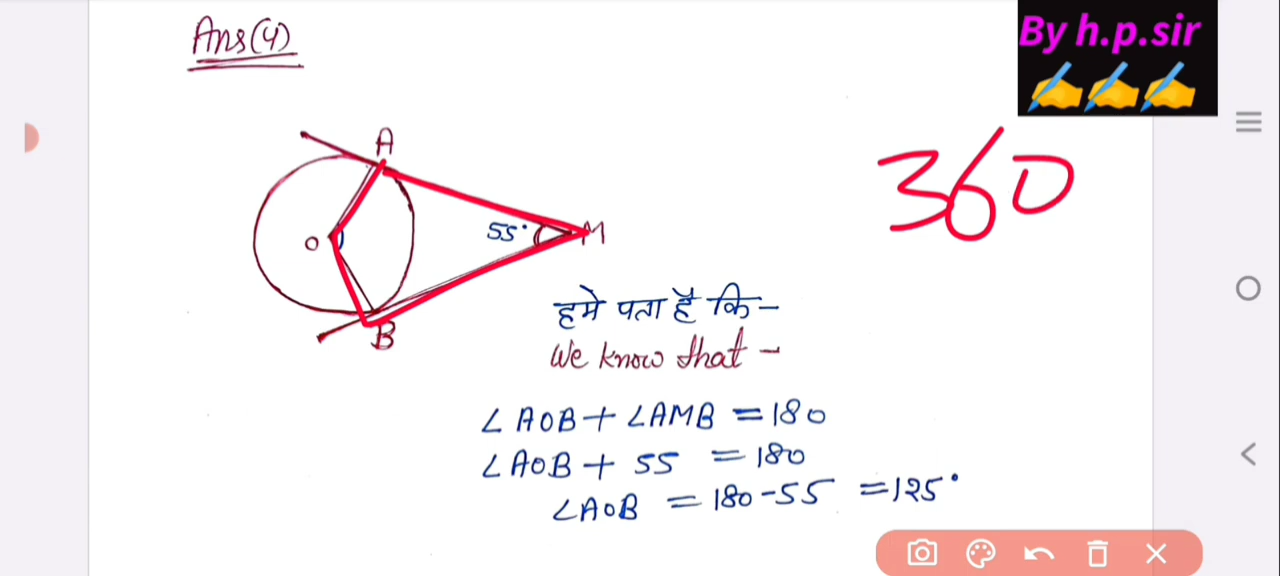 Ans(4)
By h.p.sir
✍️✍️✍️
360
A
O
55°
M
B
हमे पता है कि-
We know that -
∠AOB + ∠AMB = 180
∠AOB + 55 = 180
∠AOB = 180-55 = 125°